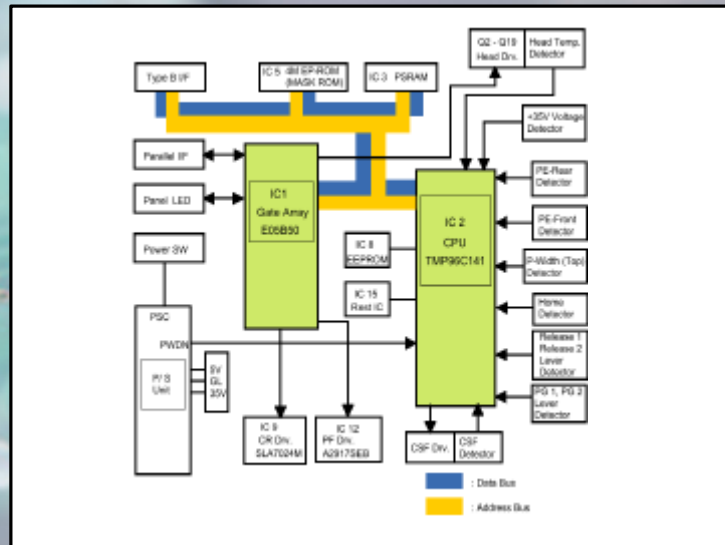 Q2 - Q19
Head Drv.
Head Temp.
Detector
Type B I/F
IC 5 4M EP-ROM
(MASK ROM)
IC 3 PSRAM
+35V Voltage
Detector
Parallel I/F
Panel LED
IC1
Gate Array
E05B50
IC 2
CPU
TMP96C141
PE-Rear
Detector
PE-Front
Detector
P-Width (Top)
Detector
Home
Detector
Release 1
Release 2
Lever
Detector
PG 1, PG 2
Lever
Detector
Power SW
IC 8
EEPROM
IC 15
Rest IC
PSC
PWDN
P/ S
Unit
5V
GL
35V
IC 9
CR Drv.
SLA7024M
IC 12
PF Drv.
A2917SEB
CSF Drv.
CSF
Detector
: Data Bus
: Address Bus